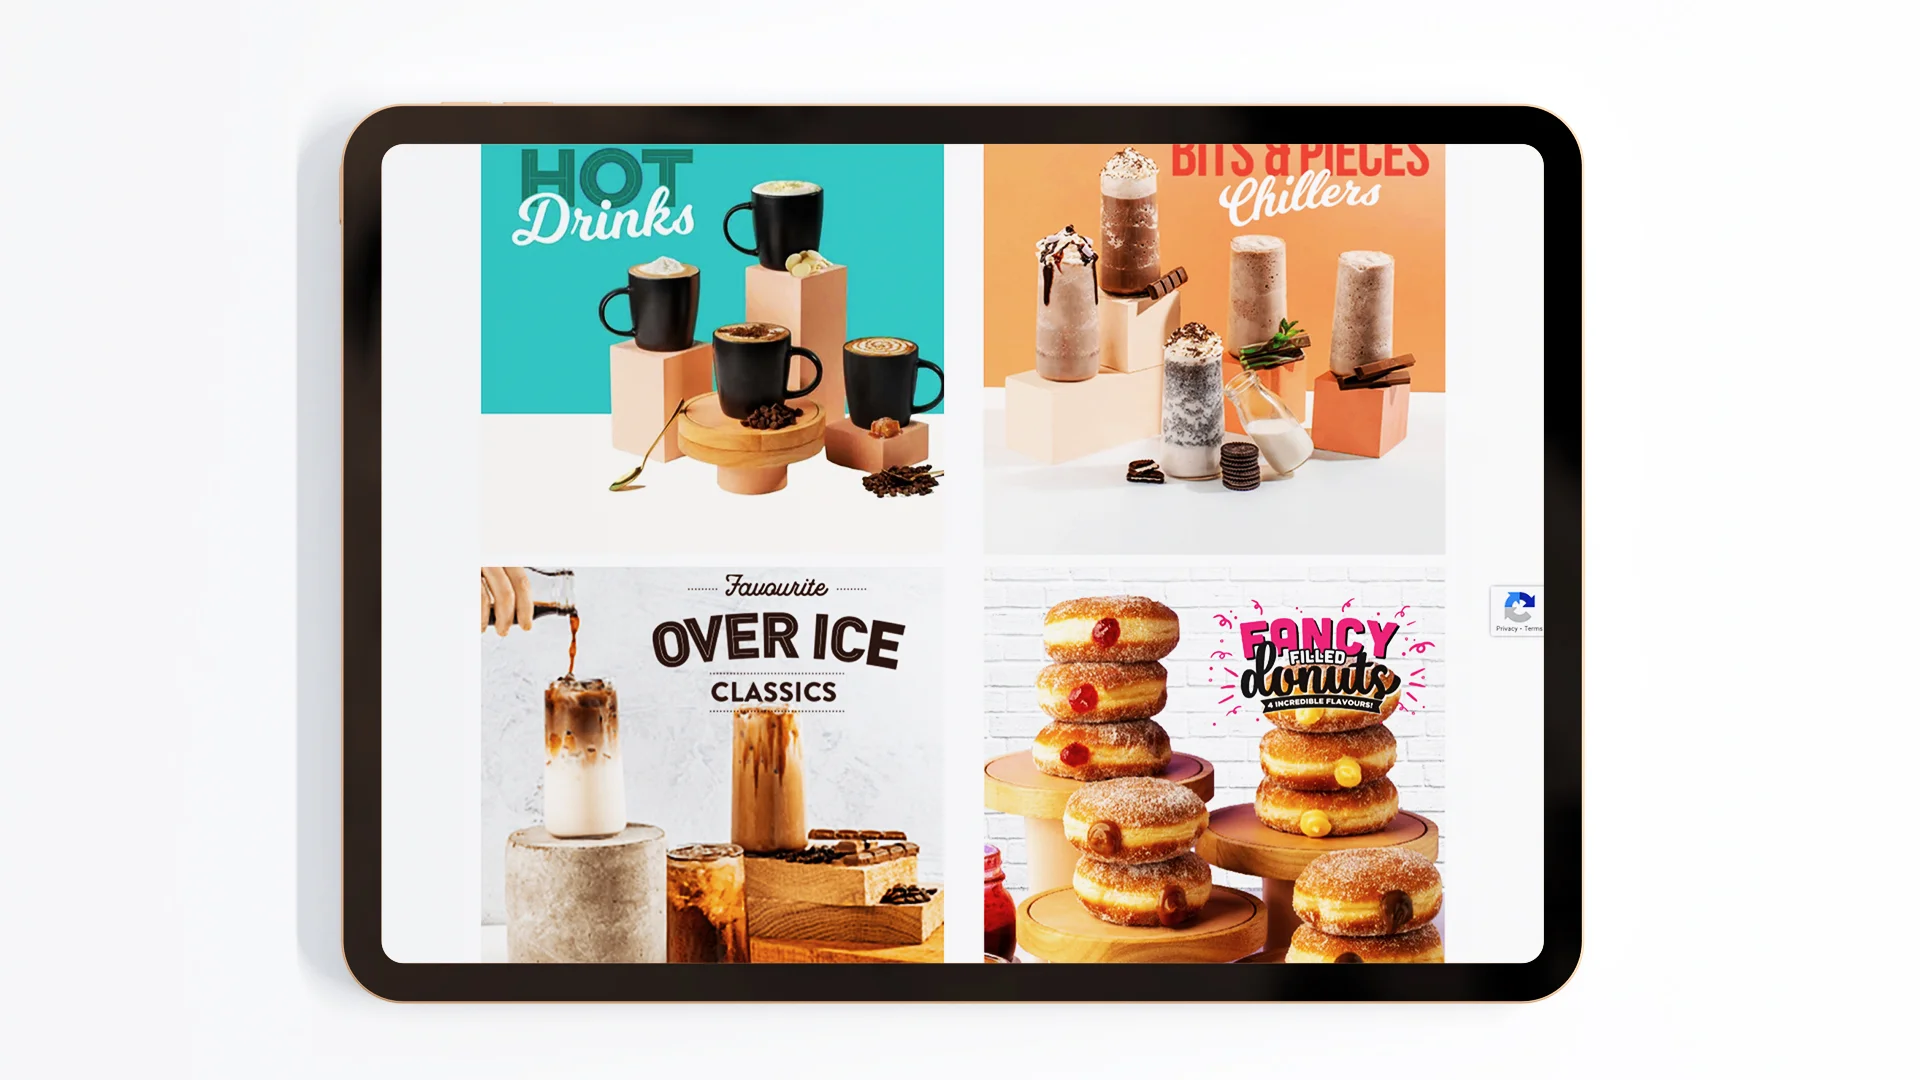 HOT
Drinks
BITS & PIECES
Chillers
Favourite
OVER ICE
CLASSICS
FANCY
FILLED
donuts
4 INCREDIBLE FLAVOURS!
Privacy - Terms